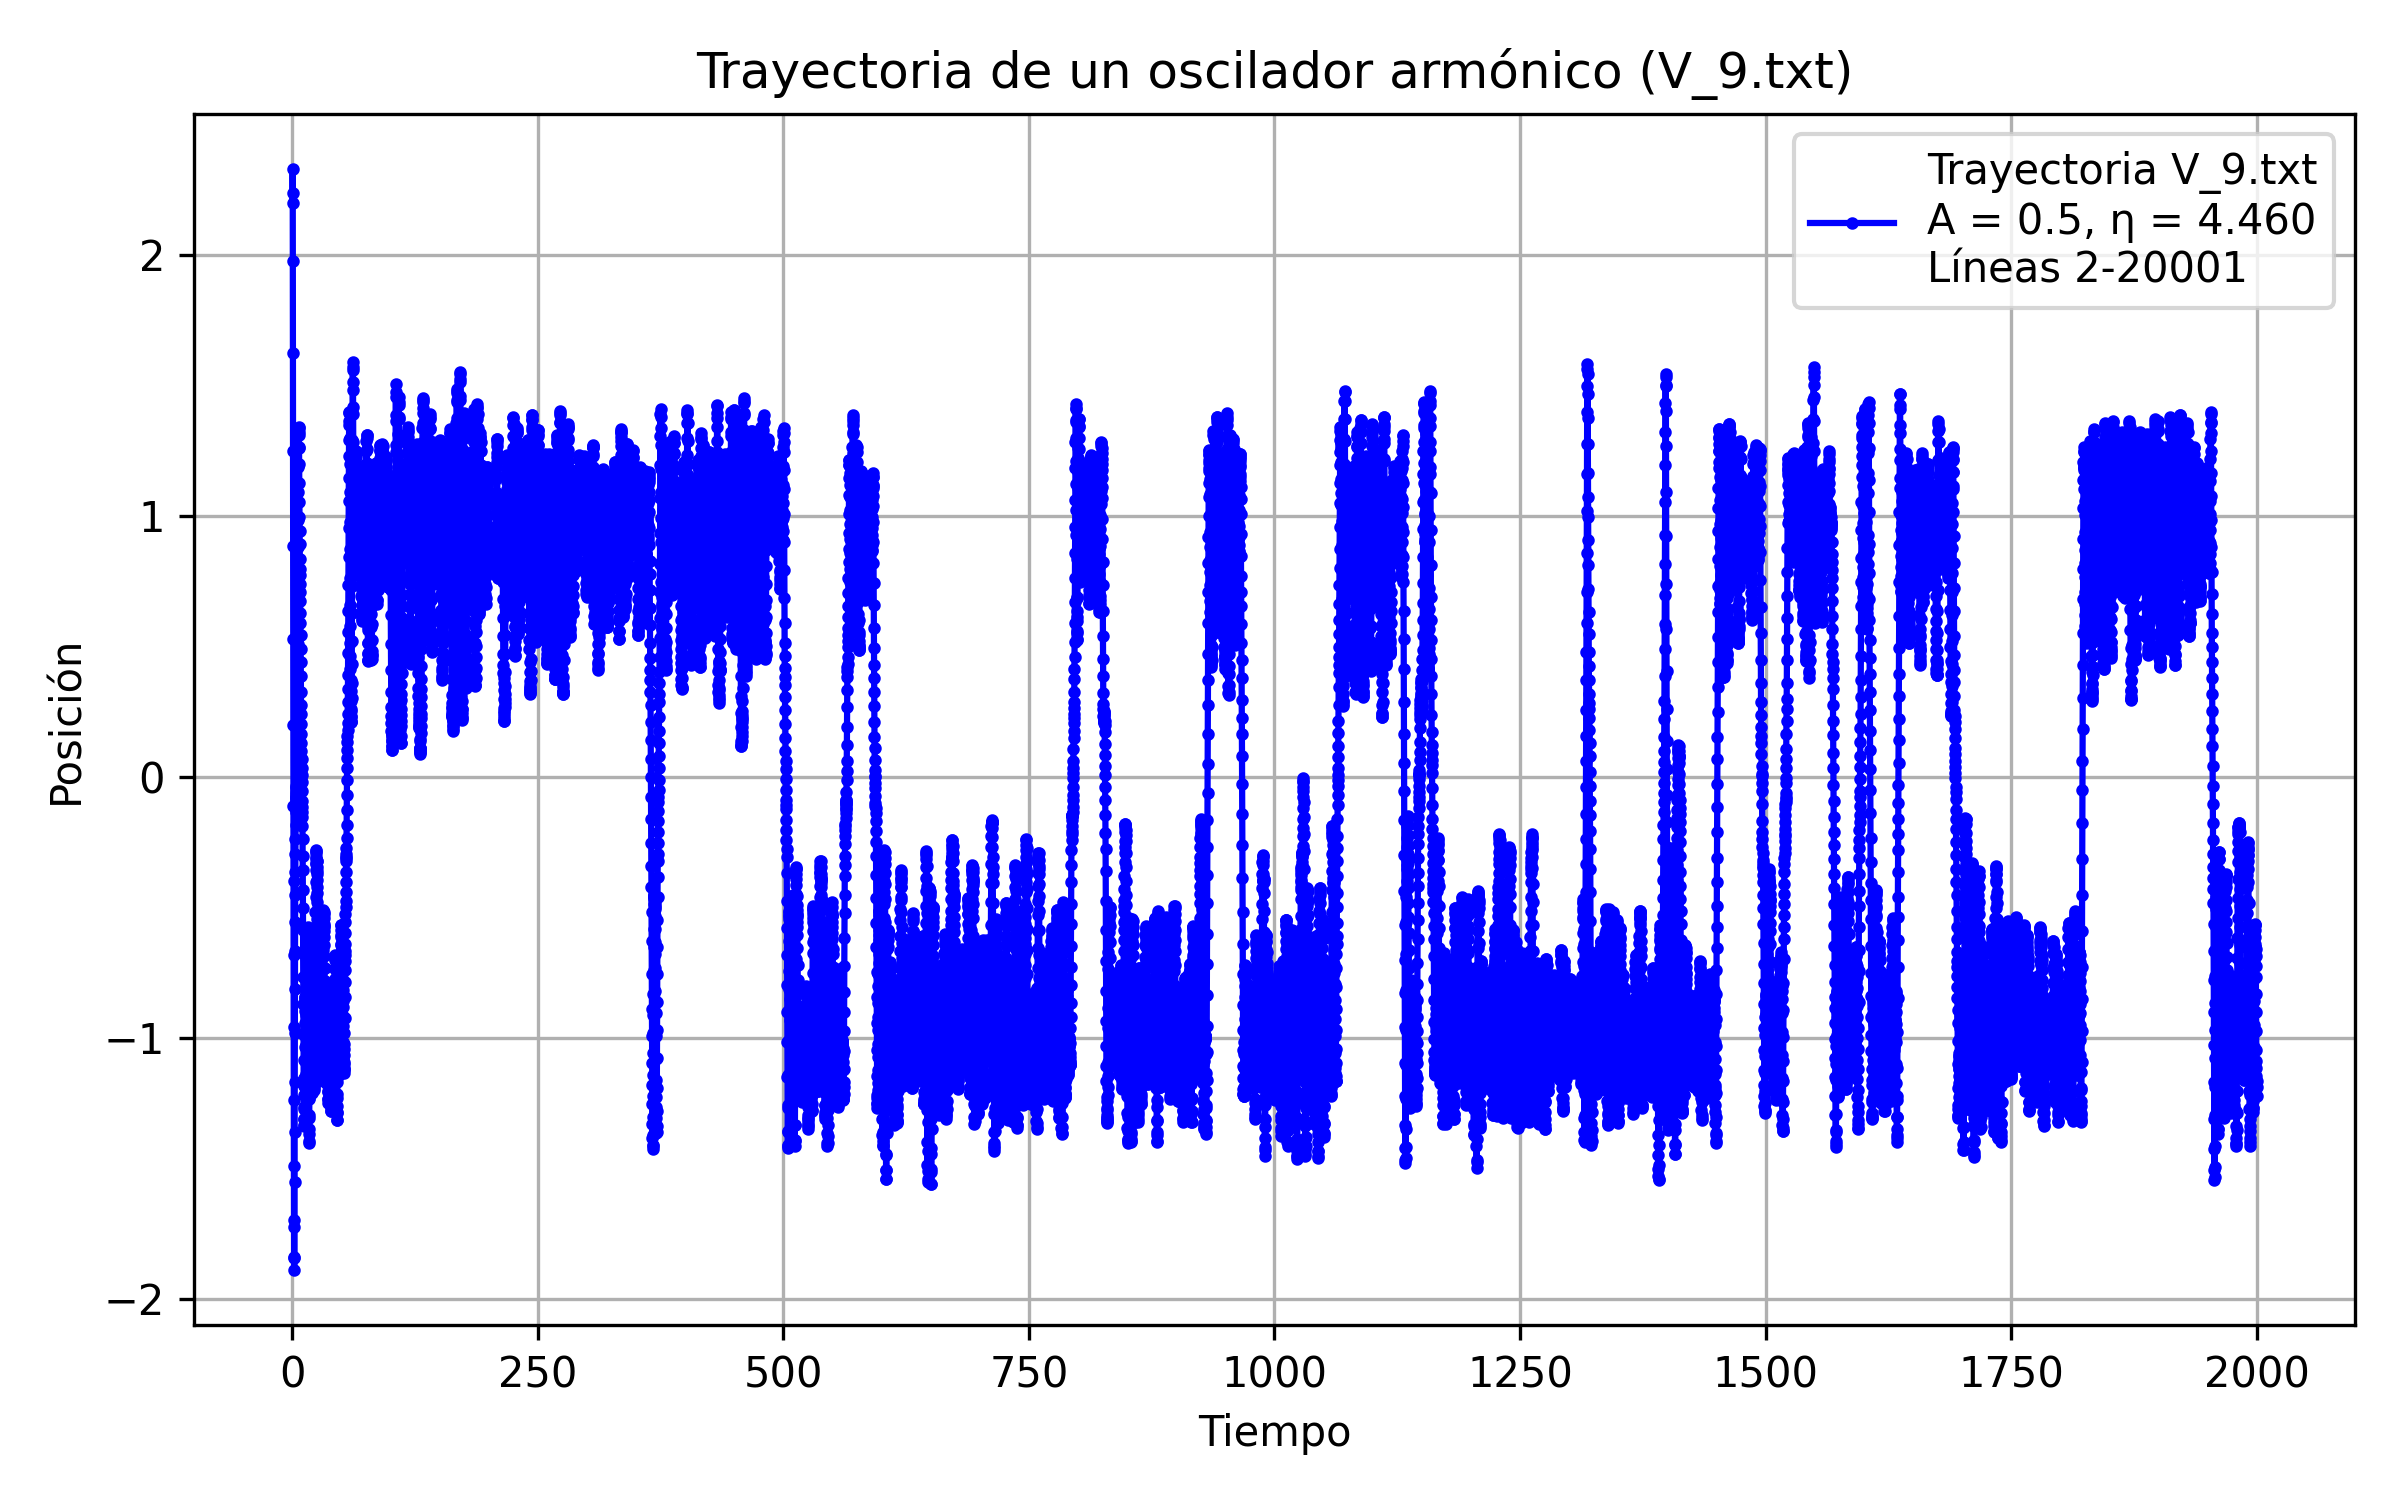 Trayectoria de un oscilador armónico (V_9.txt)
Trayectoria V_9.txt
A = 0.5, η = 4.460
Líneas 2-20001
Posición
2
1
0
−1
−2
0
250
500
750
1000
1250
1500
1750
2000
Tiempo